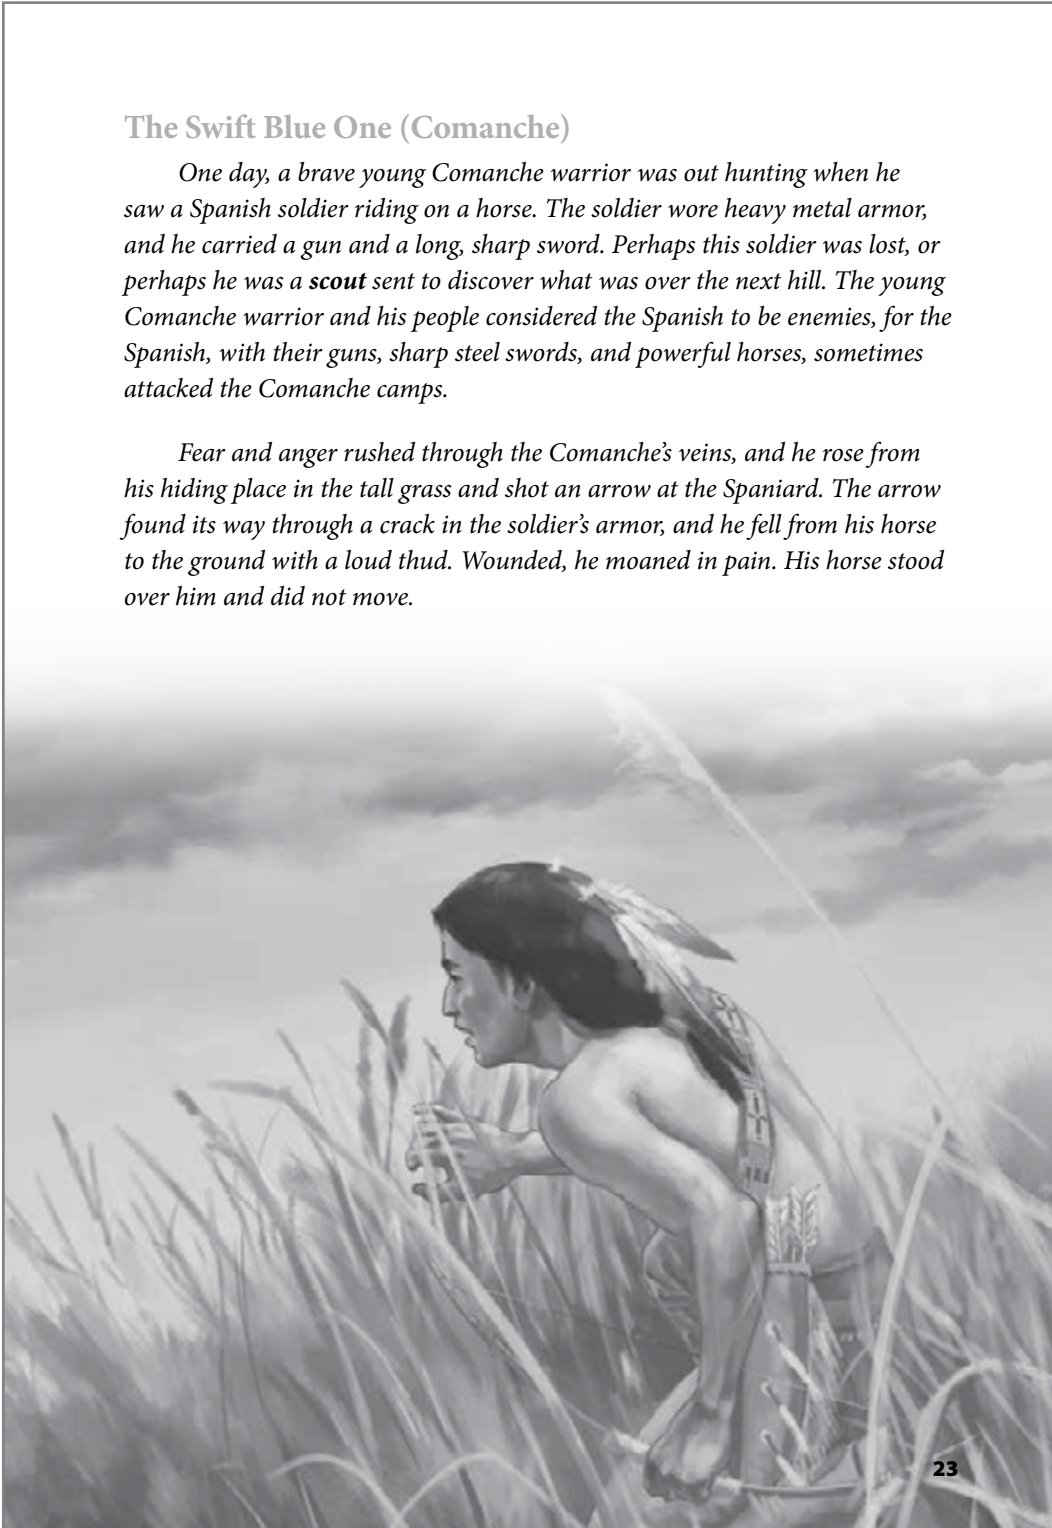 The Swift Blue One (Comanche)
One day, a brave young Comanche warrior was out hunting when he
saw a Spanish soldier riding on a horse. The soldier wore heavy metal armor,
and he carried a gun and a long, sharp sword. Perhaps this soldier was lost, or
perhaps he was a scout sent to discover what was over the next hill. The young
Comanche warrior and his people considered the Spanish to be enemies, for the
Spanish, with their guns, sharp steel swords, and powerful horses, sometimes
attacked the Comanche camps.
Fear and anger rushed through the Comanche’s veins, and he rose from
his hiding place in the tall grass and shot an arrow at the Spaniard. The arrow
found its way through a crack in the soldier’s armor, and he fell from his horse
to the ground with a loud thud. Wounded, he moaned in pain. His horse stood
over him and did not move.
23